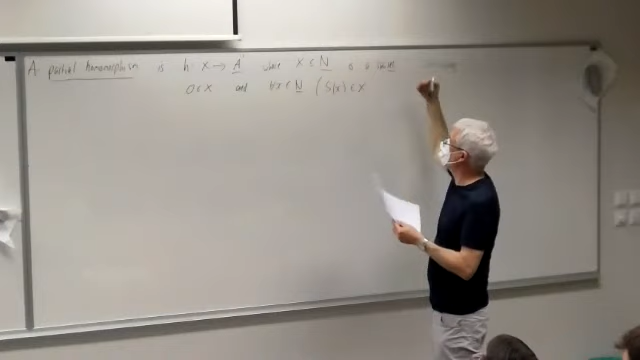 A partial homomorphism is h X → A where X ⊆ N is a
0 ∈ X and ∀x ∈ N (S(x) ∈ X